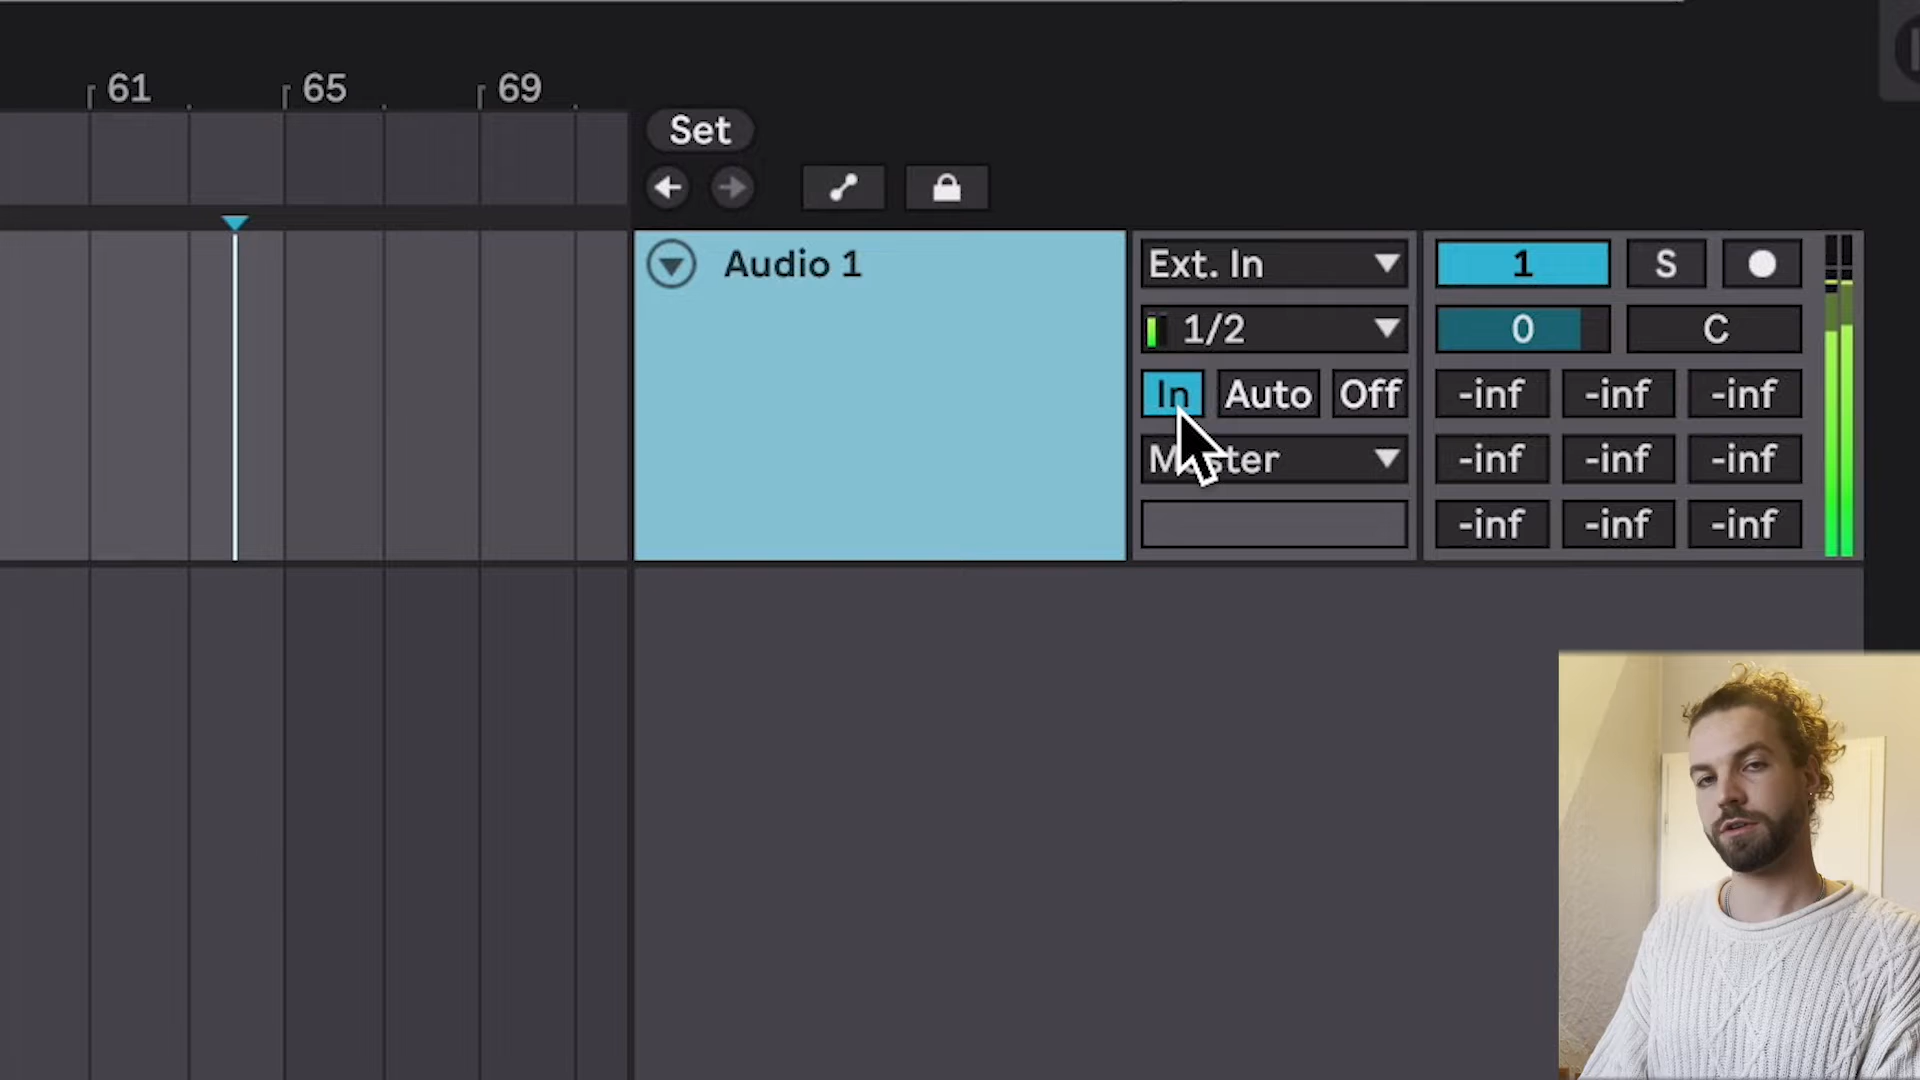 61 65 69
Set
Audio 1
Ext. In
1 S
1/2
0 C
In Auto Off
-inf -inf -inf
Master
-inf -inf -inf
-inf -inf -inf